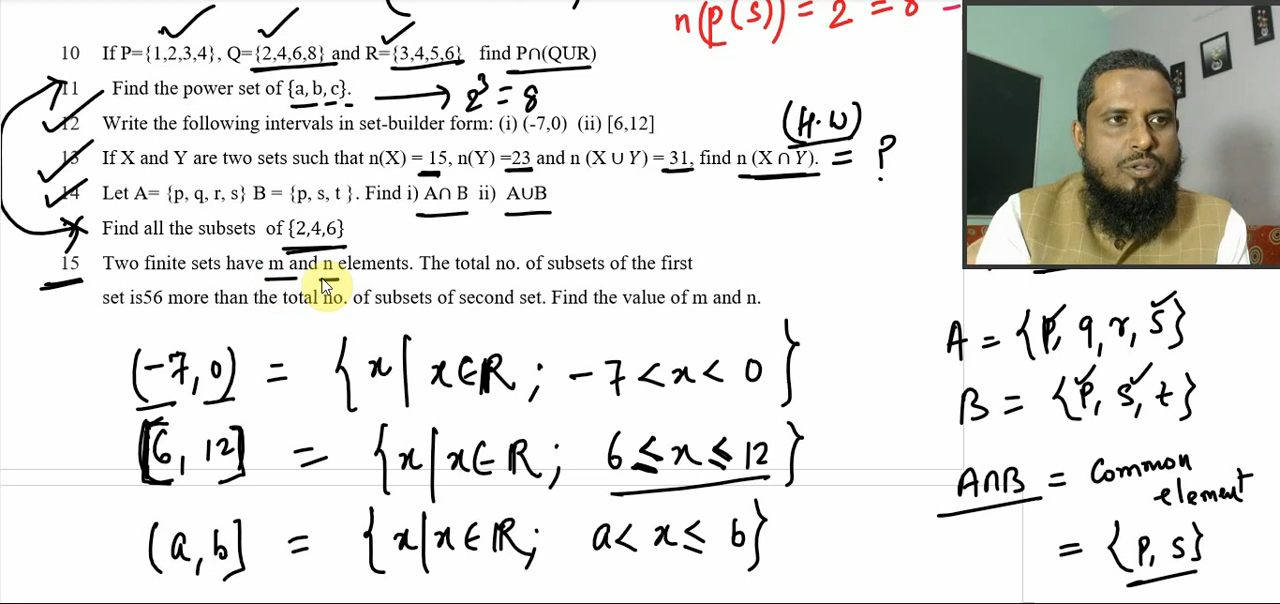 n(p(s)) = 2 = 8
10 If P={1,2,3,4}, Q={2,4,6,8} and R={3,4,5,6} find P∩(QUR)
11 Find the power set of {a, b, c}. → 2³ = 8
12 Write the following intervals in set-builder form: (i) (-7,0) (ii) [6,12]
(H.W)
13 If X and Y are two sets such that n(X) = 15, n(Y) =23 and n (X ∪ Y) = 31, find n (X ∩ Y). = ?
14 Let A= {p, q, r, s} B = {p, s, t }. Find i) A∩ B ii) A∪B
Find all the subsets of {2,4,6}
15 Two finite sets have m and n elements. The total no. of subsets of the first
set is56 more than the total no. of subsets of second set. Find the value of m and n.
(-7, 0) = {x | x∈R ; -7 < x < 0}
[6, 12] = {x | x∈R ; 6 ≤ x ≤ 12}
(a, b] = {x | x∈R ; a < x ≤ b}
A = {p, q, r, s}
B = {p, s, t}
A∩B = Common
element
= {p, s}